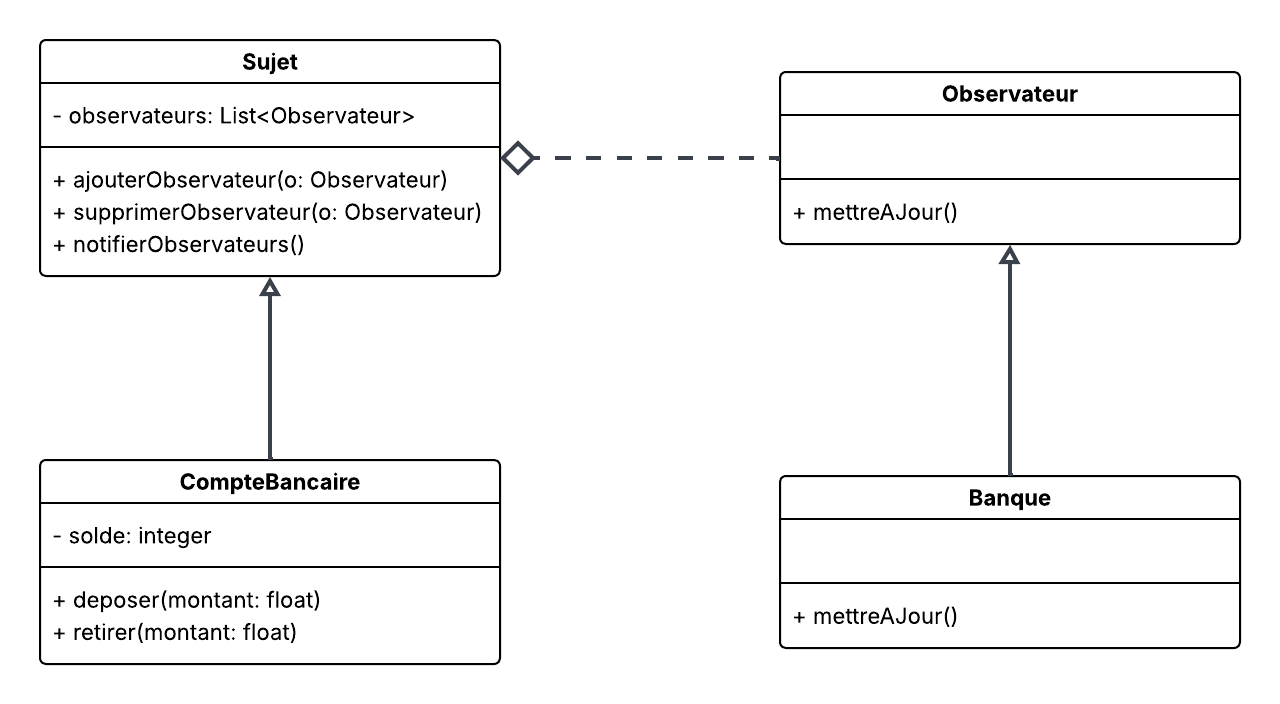 Sujet
- observateurs: List<Observateur>
+ ajouterObservateur(o: Observateur)
+ supprimerObservateur(o: Observateur)
+ notifierObservateurs()
Observateur
+ mettreAJour()
CompteBancaire
- solde: integer
+ deposer(montant: float)
+ retirer(montant: float)
Banque
+ mettreAJour()